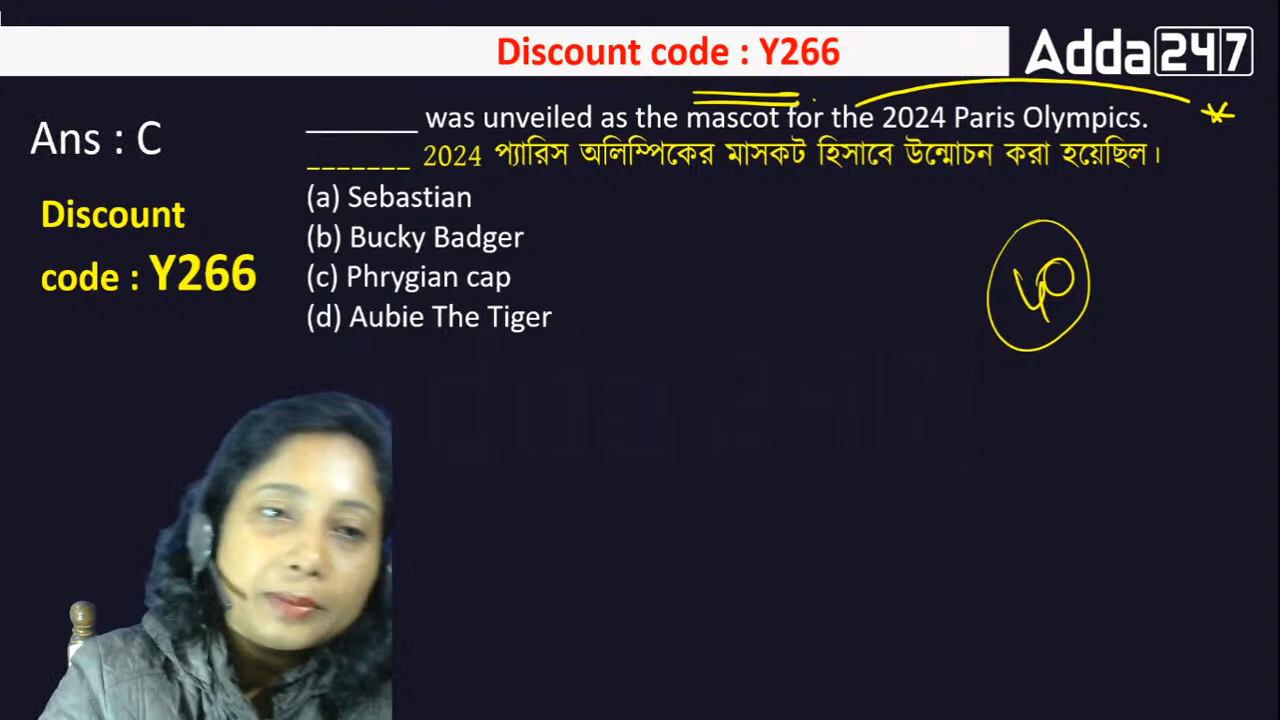 Discount code : Y266
Adda247
Ans : C
_______ was unveiled as the mascot for the 2024 Paris Olympics.
_______ 2024 প্যারিস অলিম্পিকের মাসকট হিসাবে উন্মোচন করা হয়েছিল।
Discount
code : Y266
(a) Sebastian
(b) Bucky Badger
(c) Phrygian cap
(d) Aubie The Tiger